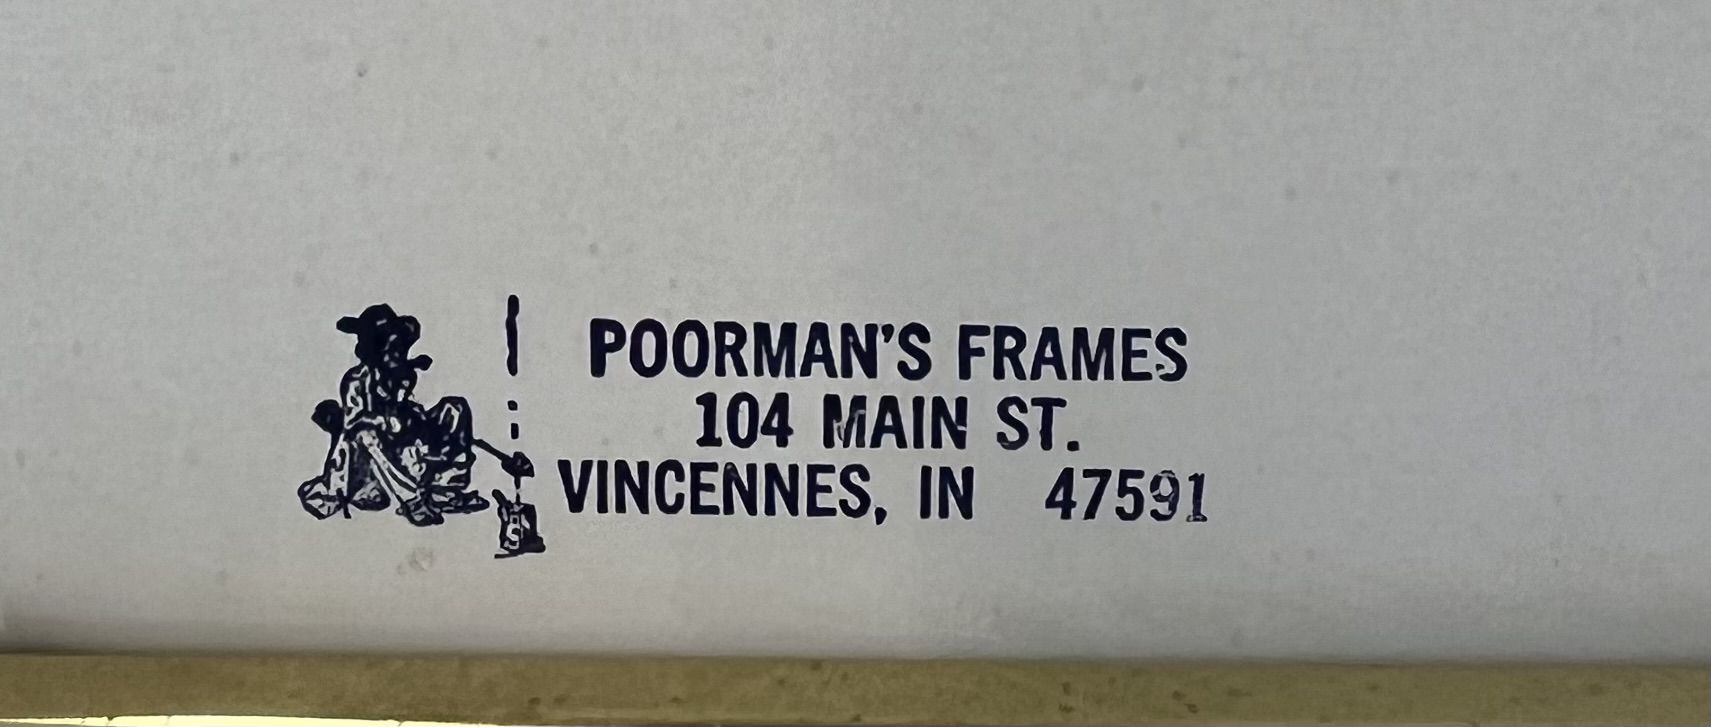 POORMAN'S FRAMES
104 MAIN ST.
VINCENNES, IN 47591